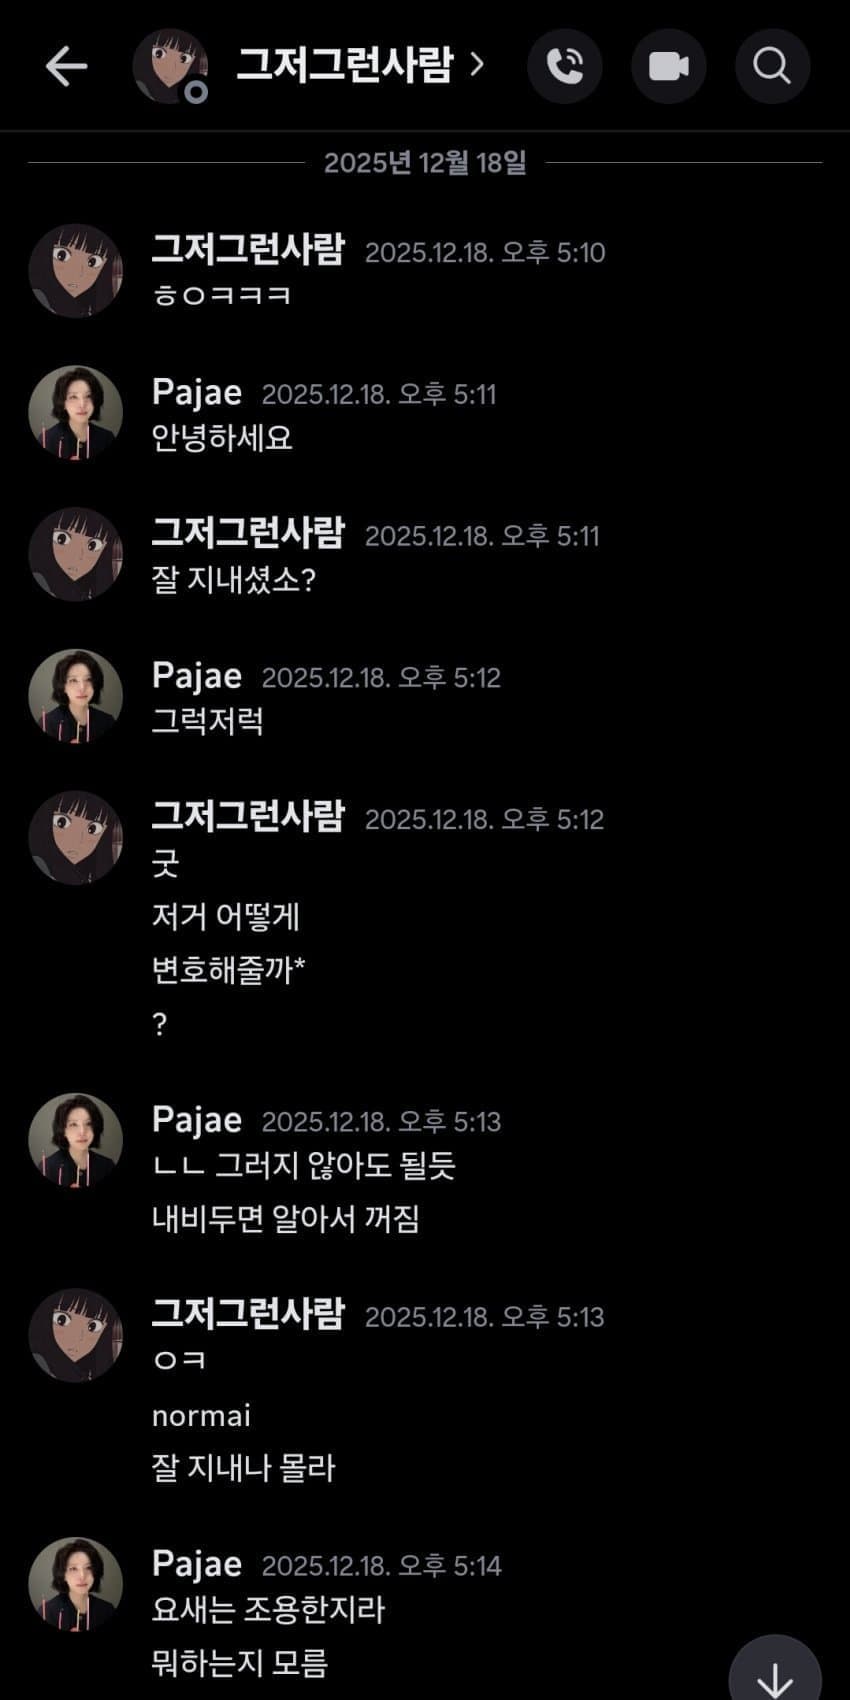 그저그런사람
2025년 12월 18일
그저그런사람 2025.12.18. 오후 5:10
ㅎㅇㅋㅋㅋ
Pajae 2025.12.18. 오후 5:11
안녕하세요
그저그런사람 2025.12.18. 오후 5:11
잘 지내셨소?
Pajae 2025.12.18. 오후 5:12
그럭저럭
그저그런사람 2025.12.18. 오후 5:12
굿
저거 어떻게
변호해줄까*
?
Pajae 2025.12.18. 오후 5:13
ㄴㄴ 그러지 않아도 될듯
내비두면 알아서 꺼짐
그저그런사람 2025.12.18. 오후 5:13
ㅇㅋ
normai
잘 지내나 몰라
Pajae 2025.12.18. 오후 5:14
요새는 조용한지라
뭐하는지 모름